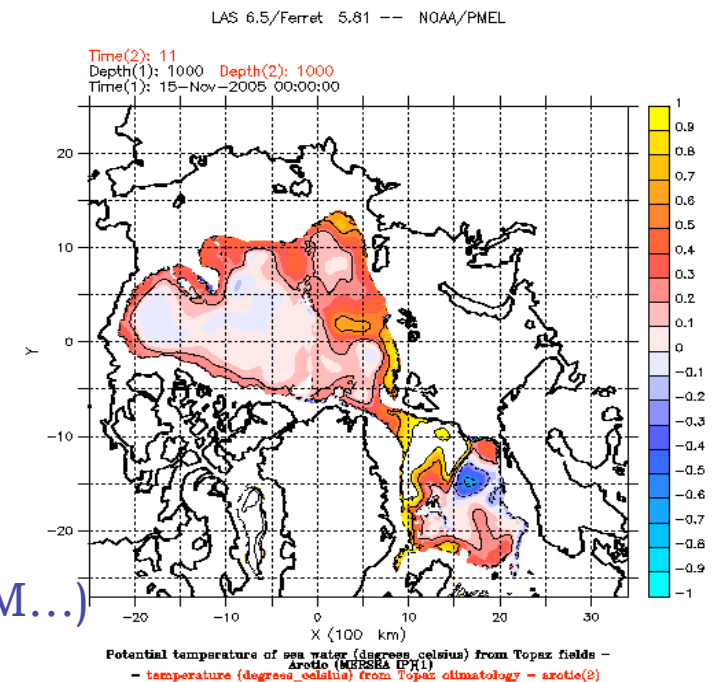 LAS 6.5/Ferret 5.81 -- NOAA/PMEL
Time(2): 11
Depth(1): 1000 Depth(2): 1000
Time(1): 15-Nov-2005 00:00:00
1
0.9
0.8
0.7
0.6
0.5
0.4
0.3
0.2
0.1
0
-0.1
-0.2
-0.3
-0.4
-0.5
-0.6
-0.7
-0.8
-0.9
-1
20
10
0
-10
-20
Y
M...)
-20 -10 0 10 20 30
X (100 km)
Potential temperature of sea water (degrees_celsius) from Topaz fields -
Arctic (MERSEA IP)(1)
- temperature (degrees_celsius) from Topaz climatology - arctic(2)